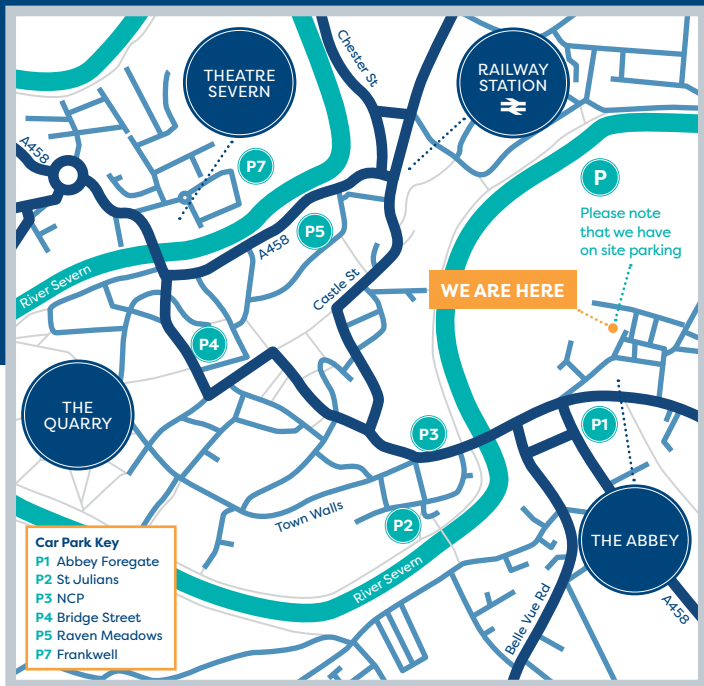 THEATRE
SEVERN
Chester St
RAILWAY
STATION
A458
P7
P
Please note
that we have
on site parking
P5
A458
River Severn
Castle St
WE ARE HERE
P4
THE
QUARRY
P3
P1
Town Walls
P2
THE ABBEY
River Severn
Belle Vue Rd
A458
Car Park Key
P1 Abbey Foregate
P2 St Julians
P3 NCP
P4 Bridge Street
P5 Raven Meadows
P7 Frankwell